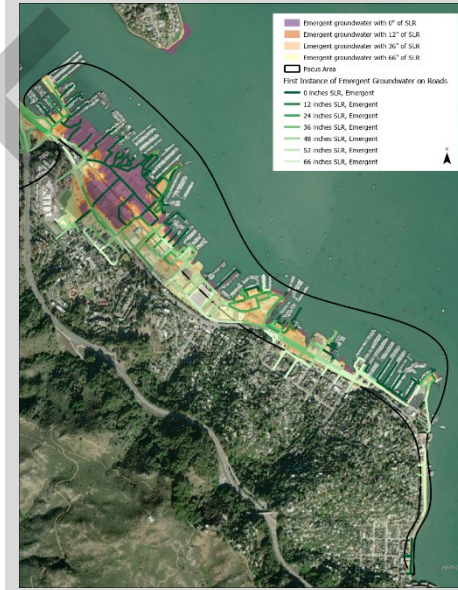 Emergent groundwater with 0" of SLR
Emergent groundwater with 12" of SLR
Emergent groundwater with 36" of SLR
Emergent groundwater with 66" of SLR
Focus Area
First Instance of Emergent Groundwater on Roads
0 inches SLR, Emergent
12 inches SLR, Emergent
24 inches SLR, Emergent
36 inches SLR, Emergent
48 inches SLR, Emergent
52 inches SLR, Emergent
66 inches SLR, Emergent